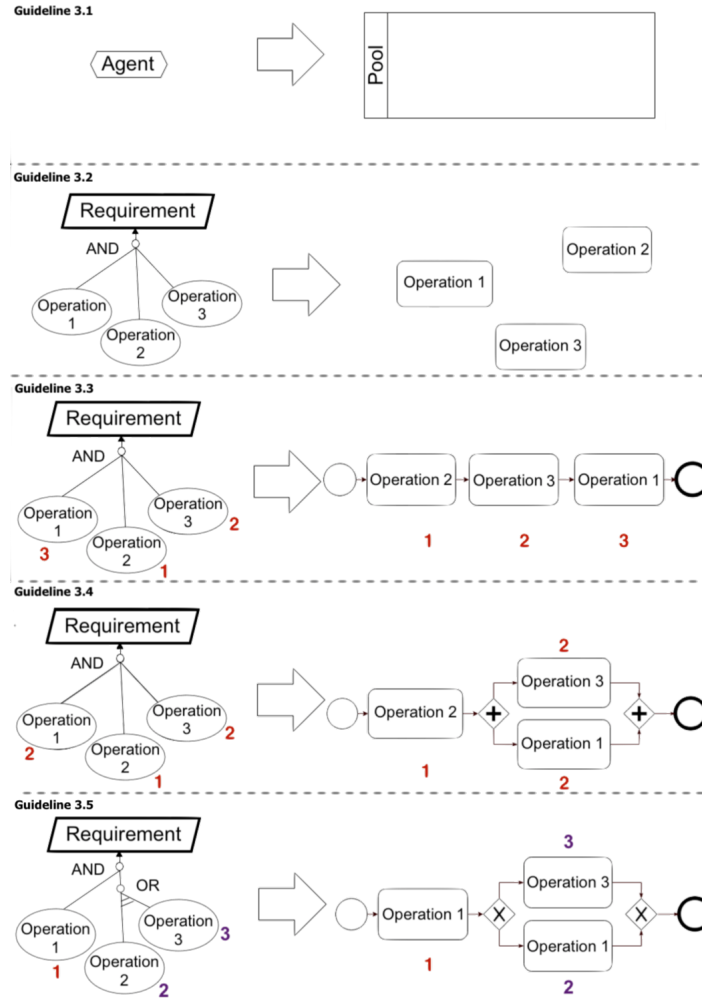 Guideline 3.1
Agent
Pool
Guideline 3.2
Requirement
AND
Operation
1
Operation
2
Operation
3
Operation 1
Operation 2
Operation 3
Guideline 3.3
Requirement
AND
Operation
1
3
Operation
2
1
Operation
3
2
Operation 2
Operation 3
Operation 1
1
2
3
Guideline 3.4
Requirement
AND
Operation
1
2
Operation
2
1
Operation
3
2
Operation 2
1
2
Operation 3
Operation 1
2
Guideline 3.5
Requirement
AND
OR
Operation
1
1
Operation
2
2
Operation
3
3
Operation 1
1
X
3
Operation 3
Operation 1
2
X